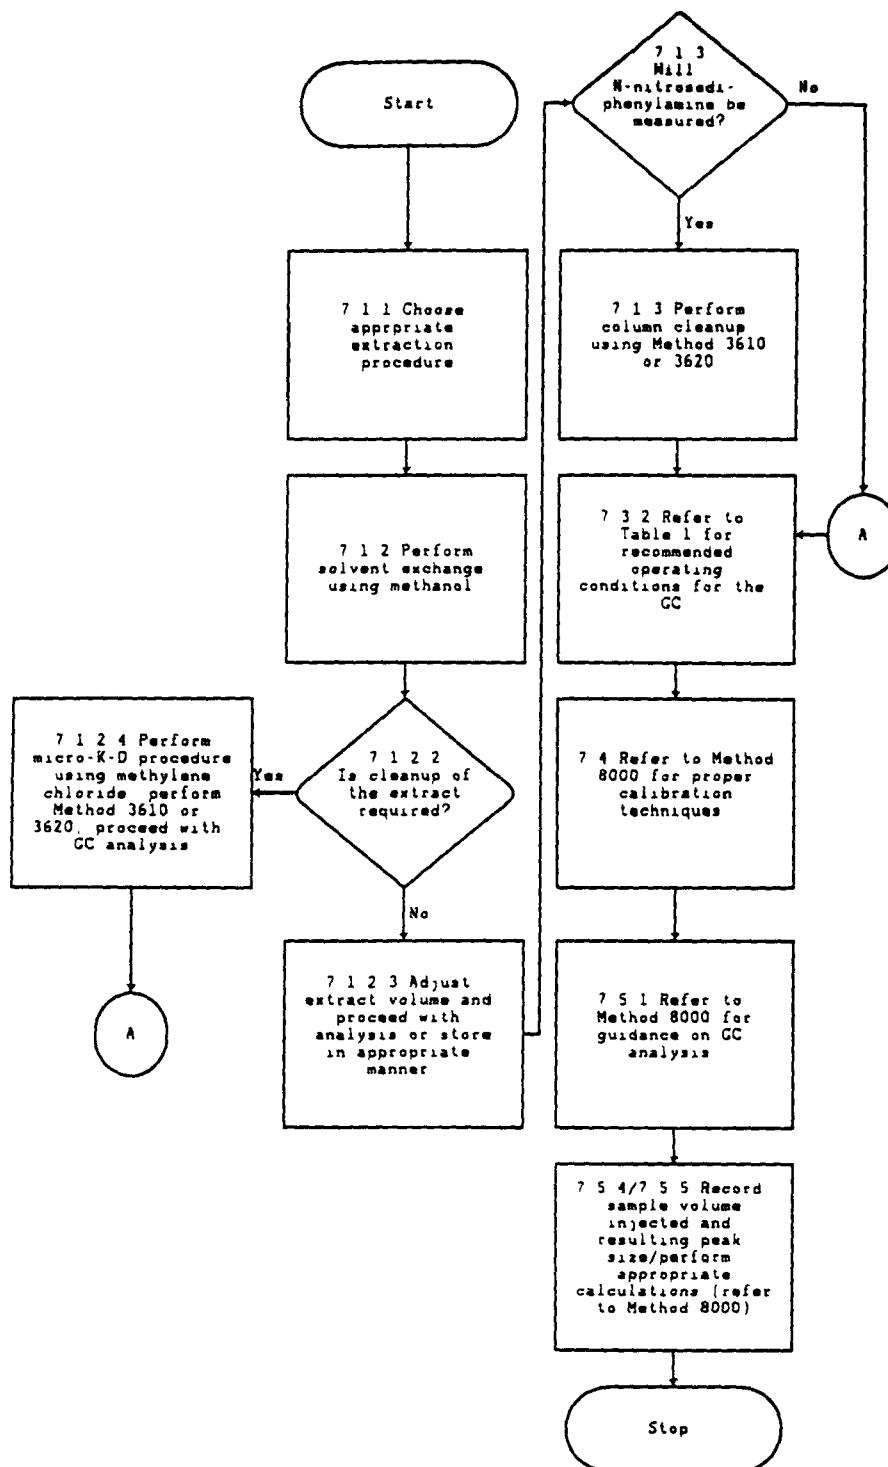 Start
7 1 1 Choose
apprpriate
extraction
procedure
7 1 2 Perform
solvent exchange
using methanol
7 1 2 2
Is cleanup of
the extract
required?
Yes
No
7 1 2 4 Perform
micro-K-D procedure
using methylene
chloride perform
Method 3610 or
3620, proceed with
GC analysis
A
7 1 2 3 Adjust
extract volume and
proceed with
analysis or store
in appropriate
manner
7 1 3
Will
N-nitrosodi-
phenylamine be
measured?
No
Yes
7 1 3 Perform
column cleanup
using Method 3610
or 3620
7 3 2 Refer to
Table 1 for
recommended
operating
conditions for the
GC
A
7 4 Refer to Method
8000 for proper
calibration
techniques
7 5 1 Refer to
Method 8000 for
guidance on GC
analysis
7 5 4/7 5 5 Record
sample volume
injected and
resulting peak
size/perform
appropriate
calculations (refer
to Method 8000)
Stop